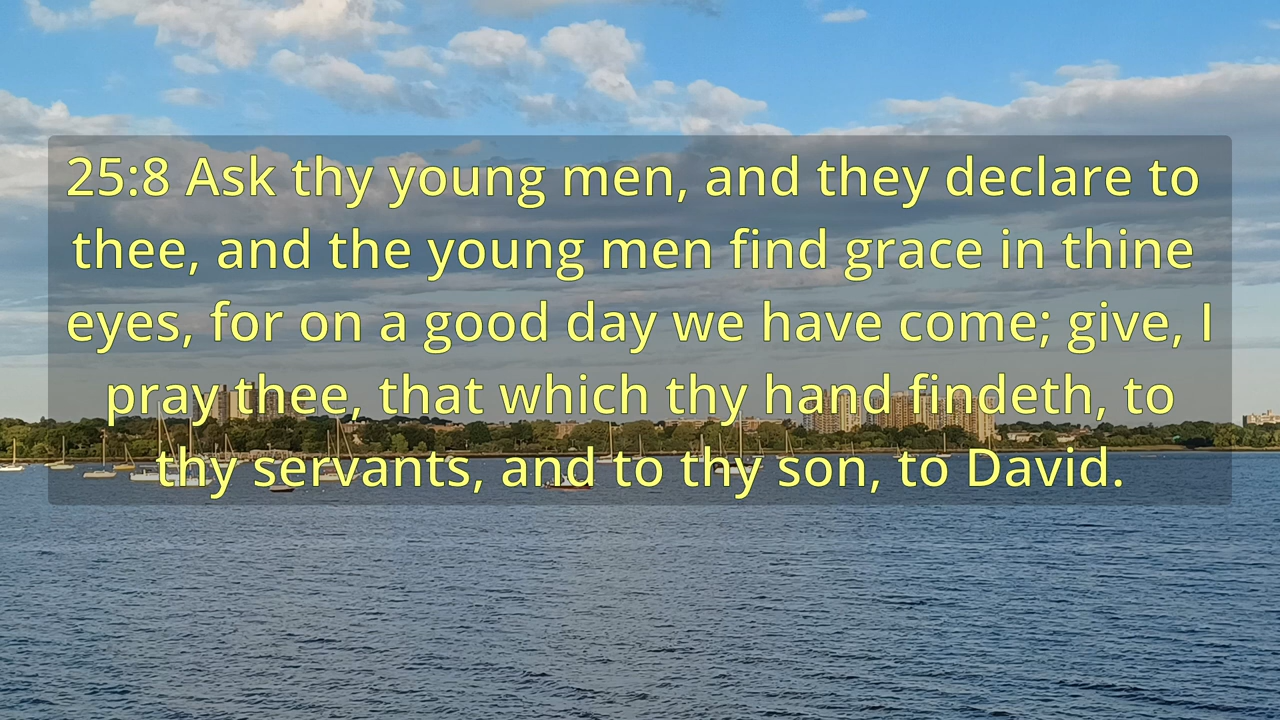 25:8 Ask thy young men, and they declare to
thee, and the young men find grace in thine
eyes, for on a good day we have come; give, I
pray thee, that which thy hand findeth, to
thy servants, and to thy son, to David.